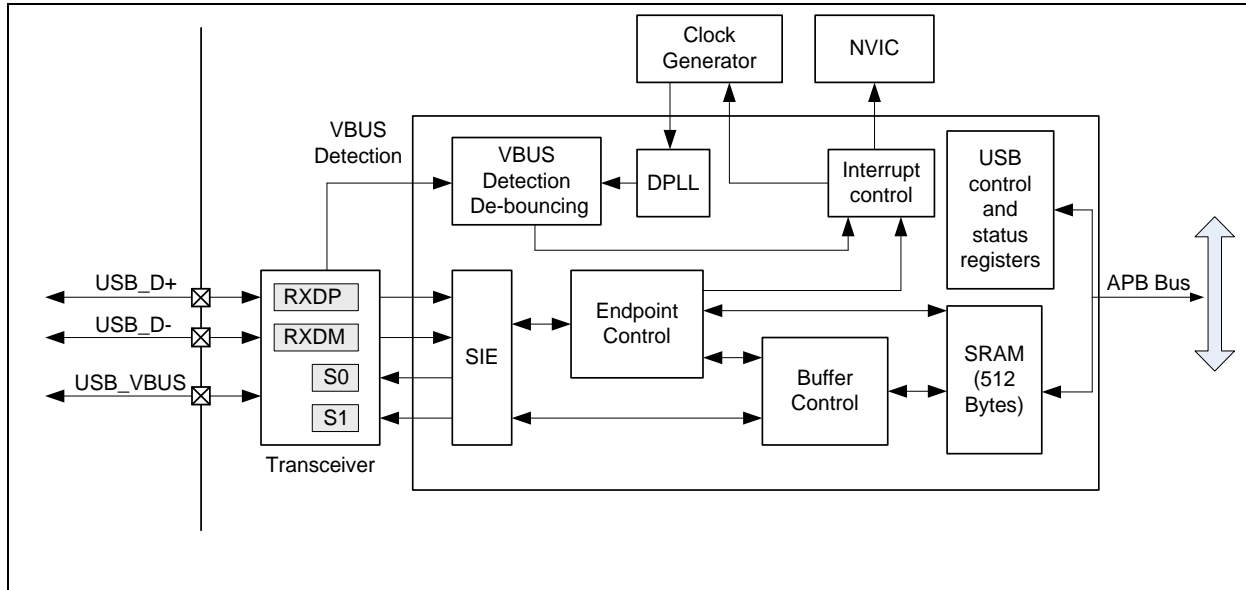 Clock
Generator
NVIC
VBUS
Detection
VBUS
Detection
De-bouncing
DPLL
Interrupt
control
USB
control
and
status
registers
USB_D+
USB_D-
USB_VBUS
RXDP
RXDM
S0
S1
Transceiver
SIE
Endpoint
Control
Buffer
Control
SRAM
(512
Bytes)
APB Bus